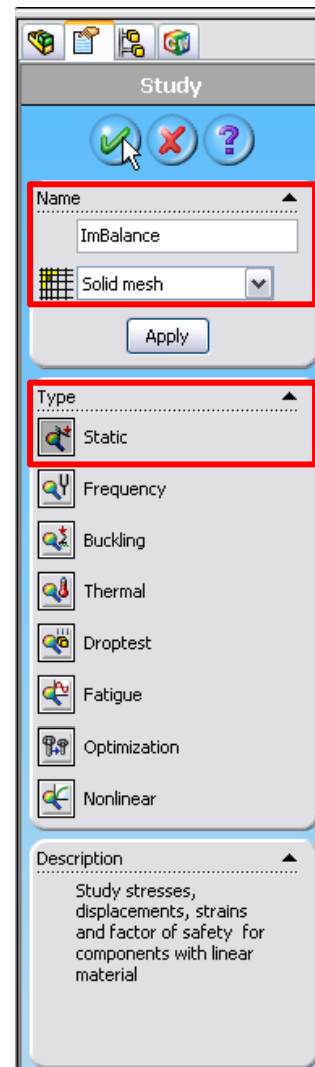 Study
?
Name
ImBalance
Solid mesh
Apply
Type
Static
Frequency
Buckling
Thermal
Droptest
Fatigue
Optimization
Nonlinear
Description
Study stresses,
displacements, strains
and factor of safety for
components with linear
material